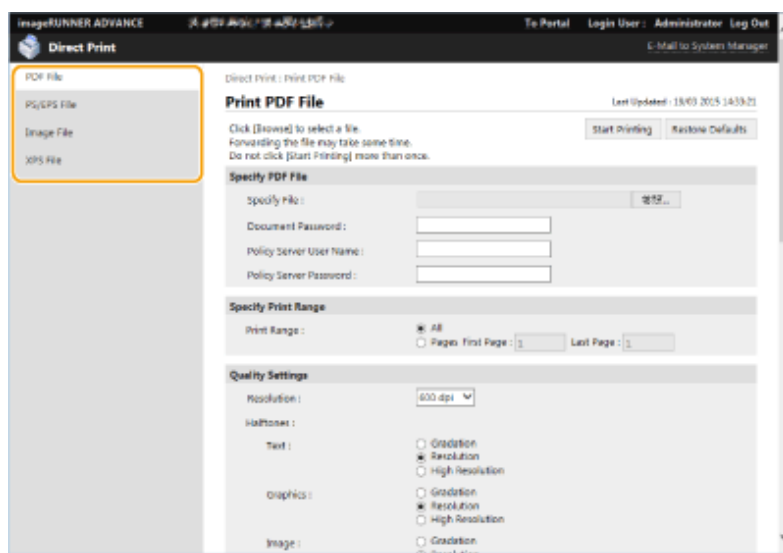 imageRUNNER ADVANCE
To Portal Login User : Administrator Log Out
Direct Print
E-Mail to System Manager
PDF File
PS/EPS File
Image File
XPS File
Direct Print : Print PDF File
Print PDF File
Last Updated : 19/03 2015 14:33:21
Click [Browse] to select a file.
Forwarding the file may take some time.
Do not click [Start Printing] more than once.
Start Printing Restore Defaults
Specify PDF File
Specify File :
Document Password :
Policy Server User Name :
Policy Server Password :
Specify Print Range
Print Range :
All
Pages First Page : 1 Last Page : 1
Quality Settings
Resolution : 600 dpi
Halftones :
Text :
Gradation
Resolution
High Resolution
Graphics :
Gradation
Resolution
High Resolution
Image :
Gradation
Resolution